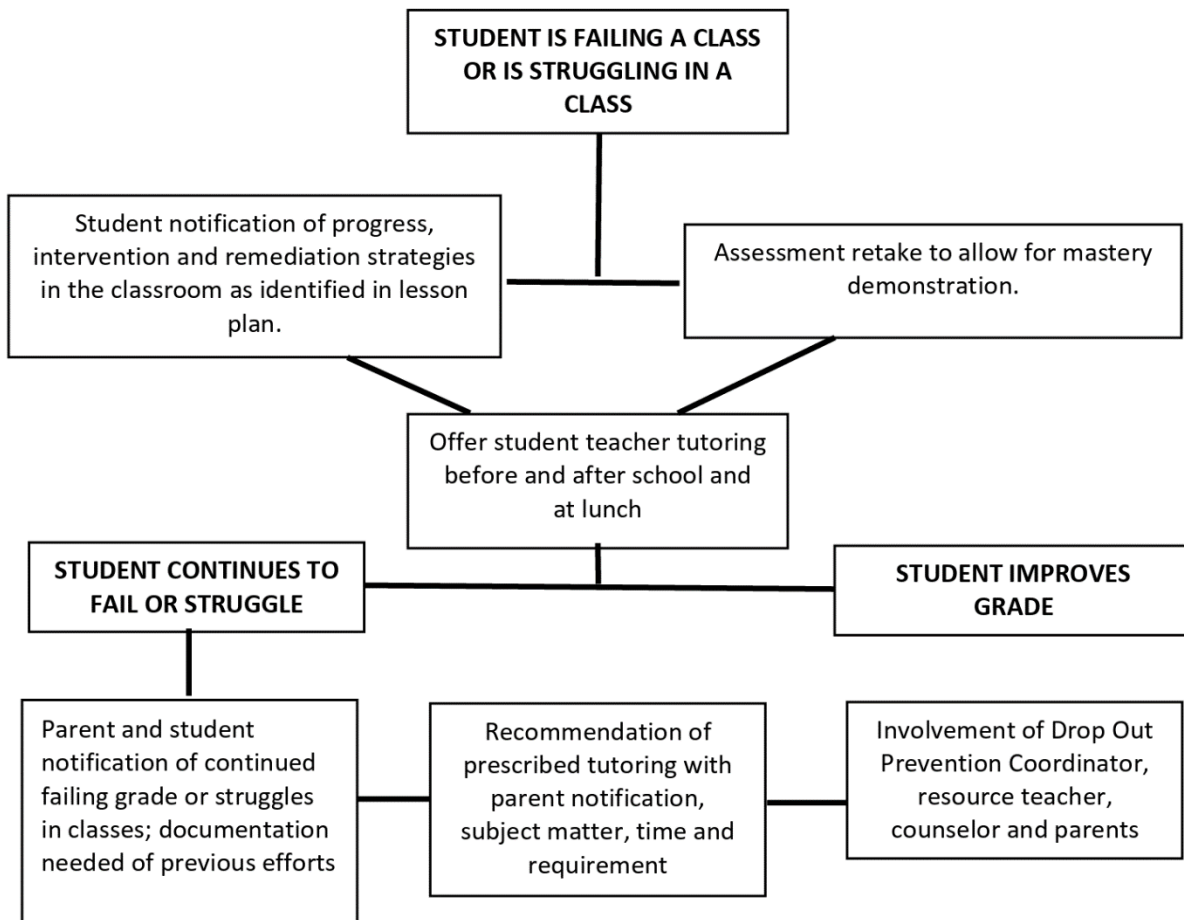 STUDENT IS FAILING A CLASS
OR IS STRUGGLING IN A
CLASS
Student notification of progress,
intervention and remediation strategies
in the classroom as identified in lesson
plan.
Assessment retake to allow for mastery
demonstration.
Offer student teacher tutoring
before and after school and
at lunch
STUDENT CONTINUES TO
FAIL OR STRUGGLE
STUDENT IMPROVES
GRADE
Parent and student
notification of continued
failing grade or struggles
in classes; documentation
needed of previous efforts
Recommendation of
prescribed tutoring with
parent notification,
subject matter, time and
requirement
Involvement of Drop Out
Prevention Coordinator,
resource teacher,
counselor and parents